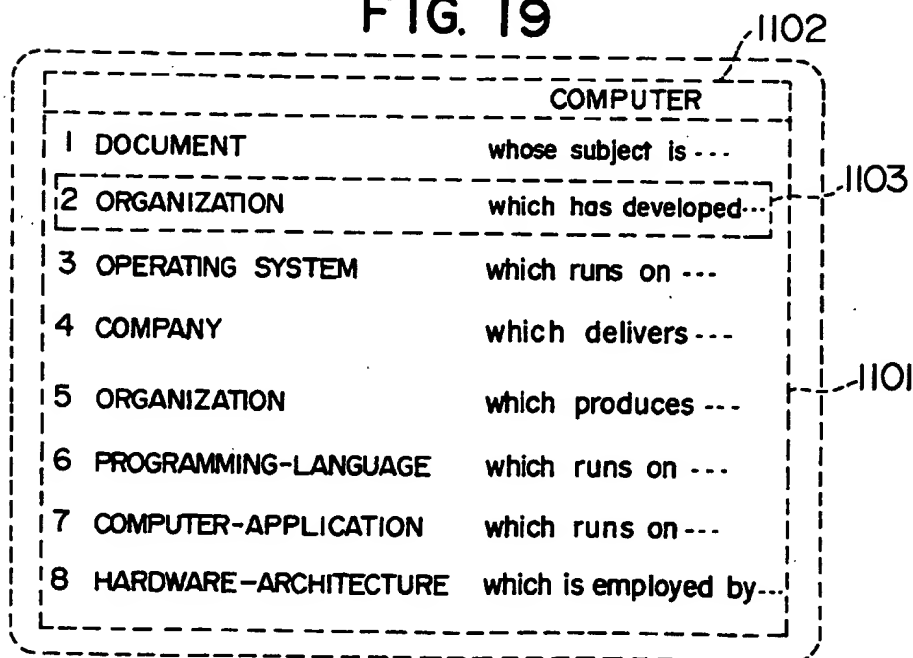 FIG. 19
1102
COMPUTER
1 DOCUMENT whose subject is ---
1103
2 ORGANIZATION which has developed---
3 OPERATING SYSTEM which runs on ---
4 COMPANY which delivers ---
1101
5 ORGANIZATION which produces ---
6 PROGRAMMING-LANGUAGE which runs on ---
7 COMPUTER-APPLICATION which runs on ---
8 HARDWARE-ARCHITECTURE which is employed by---